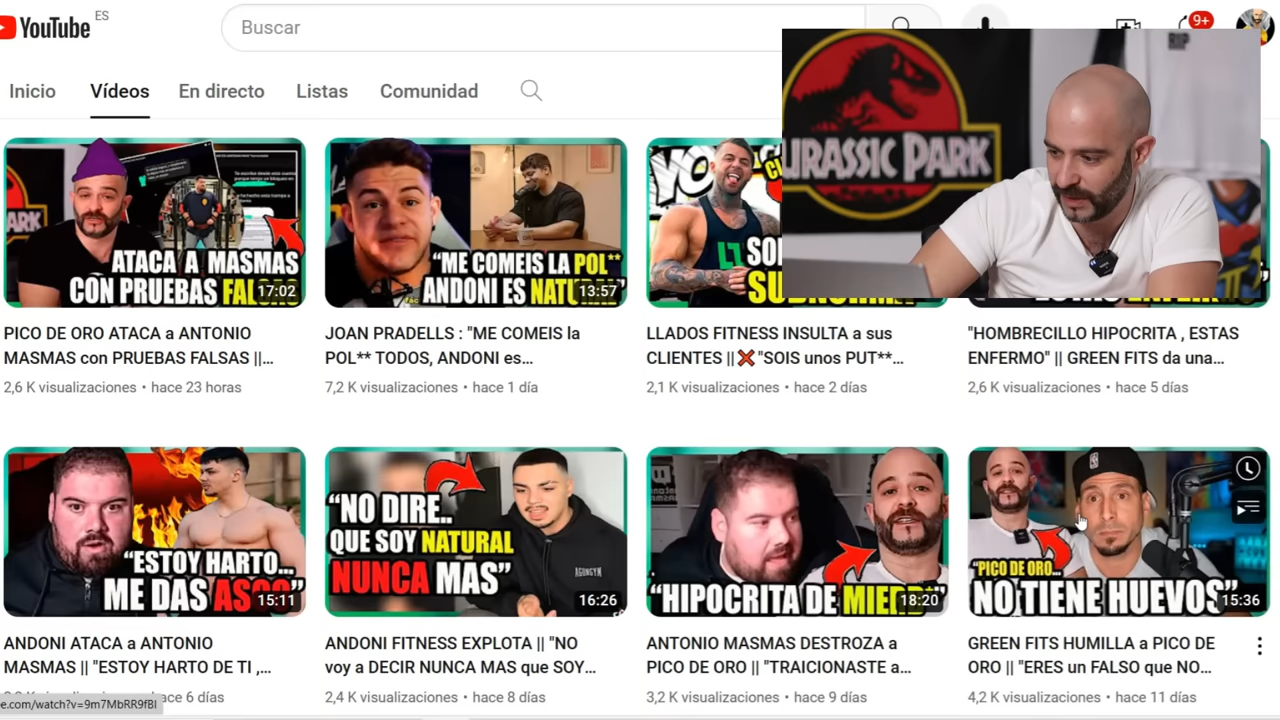 YouTube ES
Buscar
9+
Inicio
Vídeos
En directo
Listas
Comunidad
RIP
JURASSIC PARK
ARK
ATACA A MASMAS
CON PRUEBAS
17:02
PICO DE ORO ATACA a ANTONIO
MASMAS con PRUEBAS FALSAS ||...
2,6 K visualizaciones • hace 23 horas
"ME COMEIS LA POL**
ANDONI ES
13:57
JOAN PRADELLS : "ME COMEIS la
POL** TODOS, ANDONI es...
7,2 K visualizaciones • hace 1 día
LLADOS FITNESS INSULTA a sus
CLIENTES ||❌"SOIS unos PUT**...
2,1 K visualizaciones • hace 2 días
"HOMBRECILLO HIPOCRITA , ESTAS
ENFERMO" || GREEN FITS da una...
2,6 K visualizaciones • hace 5 días
"ESTOY HARTO...
ME DAS
15:11
ANDONI ATACA a ANTONIO
MASMAS || "ESTOY HARTO DE TI ,...
hace 6 días
"NO DIRE..
QUE SOY NATURAL
NUNCA MAS"
AGONGYM
16:26
ANDONI FITNESS EXPLOTA || "NO
voy a DECIR NUNCA MAS que SOY...
2,4 K visualizaciones • hace 8 días
"HIPOCRITA DE
18:20
ANTONIO MASMAS DESTROZA a
PICO DE ORO || "TRAICIONASTE a...
3,2 K visualizaciones • hace 9 días
"PICO DE ORO...
NO TIENE HUEVOS"
15:36
GREEN FITS HUMILLA a PICO DE
ORO || "ERES un FALSO que NO...
4,2 K visualizaciones • hace 11 días
e.com/watch?v=9m7MbRR9fBI